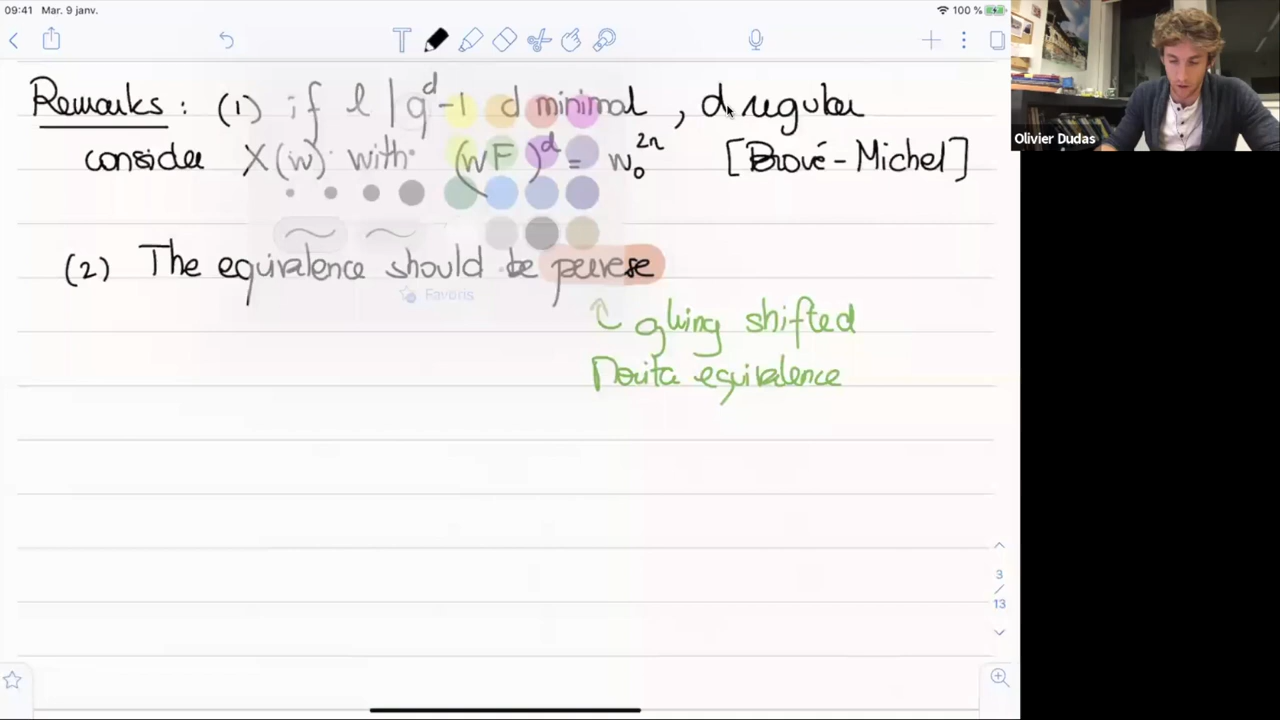 09:41 Mar. 9 janv.
100 %
Remarks : (1) if ℓ | q^d - 1 d minimal , d regular
consider X(w) with (wF)^d = w_0^{2n} [Broué-Michel]
(2) The equivalence should be perverse
Favoris
gluing shifted
Morita equivalence
3
/
13
Olivier Dudas